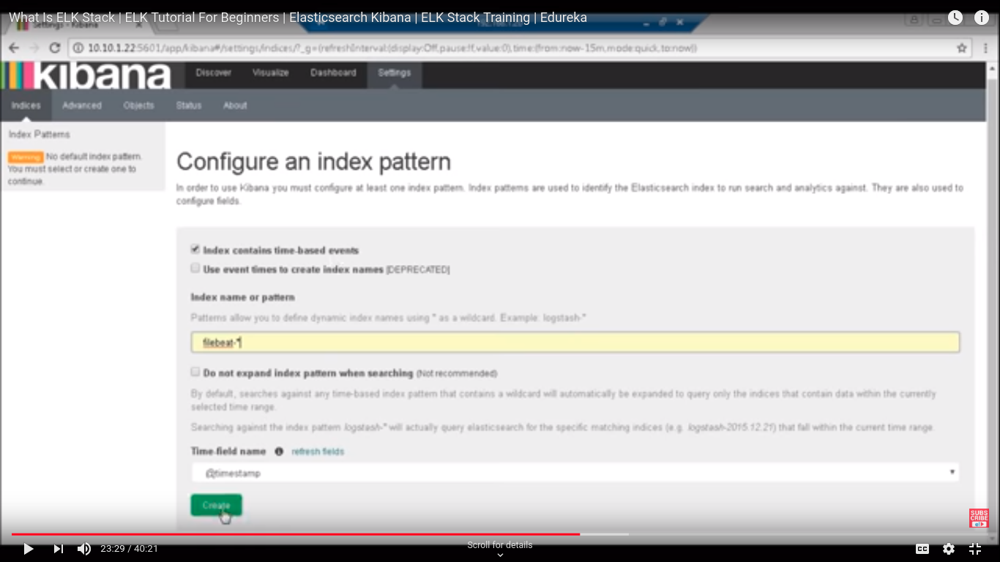 What Is ELK Stack | ELK Tutorial For Beginners | Elasticsearch Kibana | ELK Stack Training | Edureka
Settings - Kibana
10.10.1.22:5601/app/kibana#/settings/indices/?_g=(refreshInterval:(display:Off,pause:!f,value:0),time:(from:now-15m,mode:quick,to:now))
kibana
Discover Visualize Dashboard Settings
Indices Advanced Objects Status About
Index Patterns
Warning No default index pattern.
You must select or create one to
continue.
Configure an index pattern
In order to use Kibana you must configure at least one index pattern. Index patterns are used to identify the Elasticsearch index to run search and analytics against. They are also used to
configure fields.
Index contains time-based events
Use event times to create index names [DEPRECATED]
Index name or pattern
Patterns allow you to define dynamic index names using * as a wildcard. Example: logstash-*
filebeat-*
Do not expand index pattern when searching (Not recommended)
By default, searches against any time-based index pattern that contains a wildcard will automatically be expanded to query only the indices that contain data within the currently
selected time range.
Searching against the index pattern logstash-* will actually query elasticsearch for the specific matching indices (e.g. logstash-2015.12.21) that fall within the current time range.
Time-field name refresh fields
@timestamp
Create
SUBS
CRIBE
e!
23:29 / 40:21
Scroll for details
CC